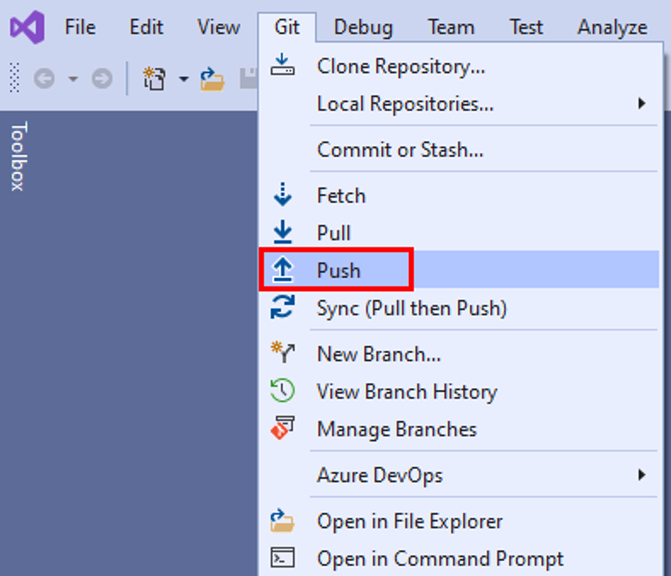 File Edit View Git Debug Team Test Analyze
Toolbox
Clone Repository...
Local Repositories...
Commit or Stash...
Fetch
Pull
Push
Sync (Pull then Push)
New Branch...
View Branch History
Manage Branches
Azure DevOps
Open in File Explorer
Open in Command Prompt